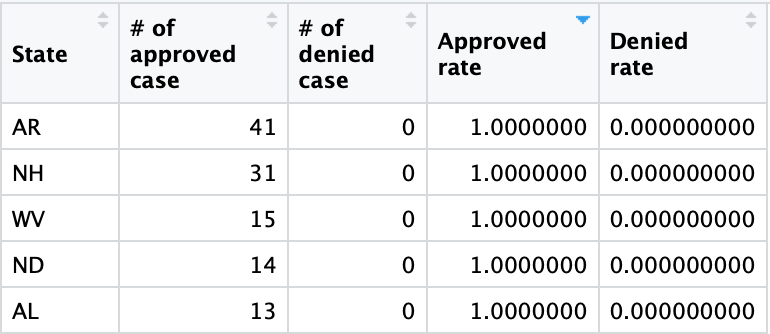 State # of approved case # of denied case Approved rate Denied rate
AR 41 0 1.0000000 0.000000000
NH 31 0 1.0000000 0.000000000
WV 15 0 1.0000000 0.000000000
ND 14 0 1.0000000 0.000000000
AL 13 0 1.0000000 0.000000000